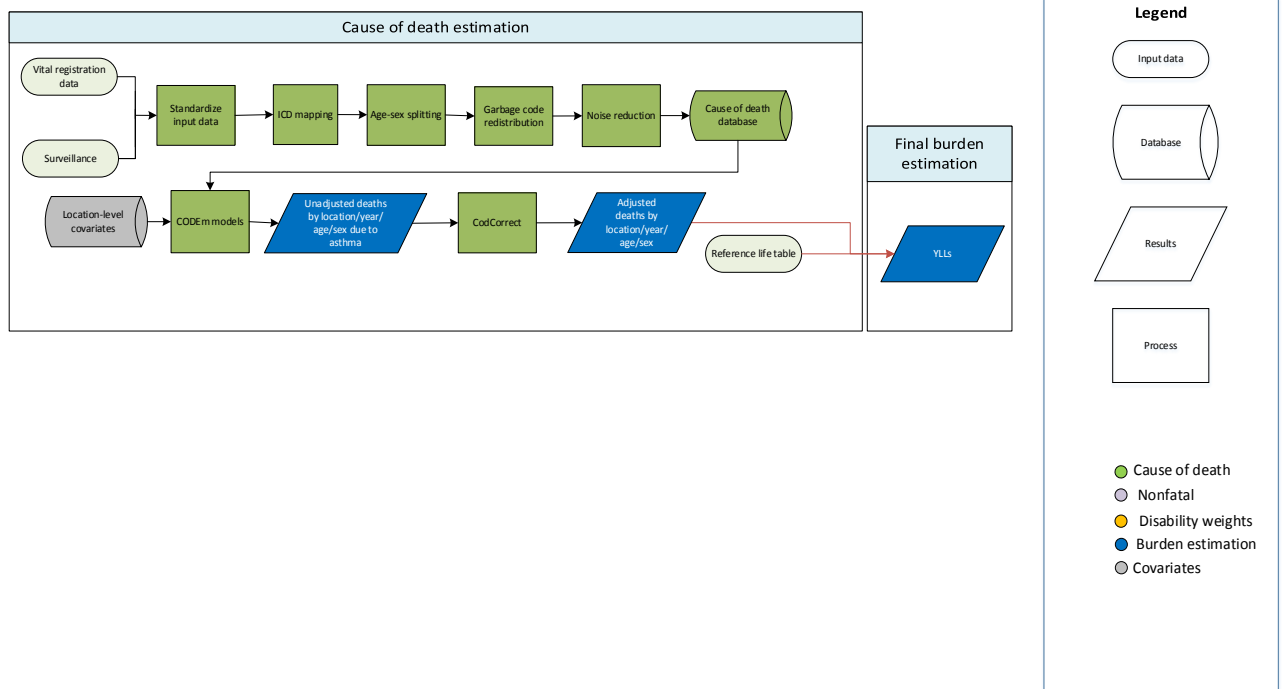 Cause of death estimation
Vital registration
data
Surveillance
Standardize
input data
ICD mapping
Age-sex splitting
Garbage code
redistribution
Noise reduction
Cause of death
database
Location-level
covariates
CODEm models
Unadjusted deaths
by location/year/
age/sex due to
asthma
CodCorrect
Adjusted
deaths by
location/year/
age/sex
Reference life table
Final burden
estimation
YLLs
Legend
Input data
Database
Results
Process
Cause of death
Nonfatal
Disability weights
Burden estimation
Covariates